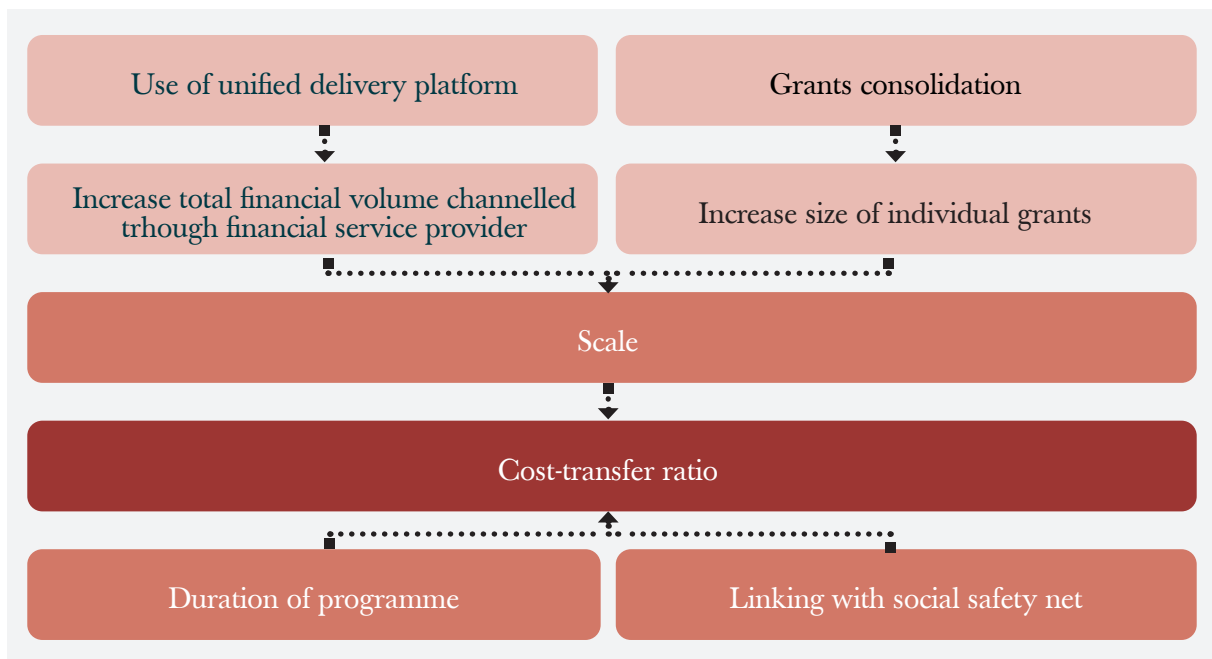 Use of unified delivery platform
Grants consolidation
Increase total financial volume channelled
trhough financial service provider
Increase size of individual grants
Scale
Cost-transfer ratio
Duration of programme
Linking with social safety net